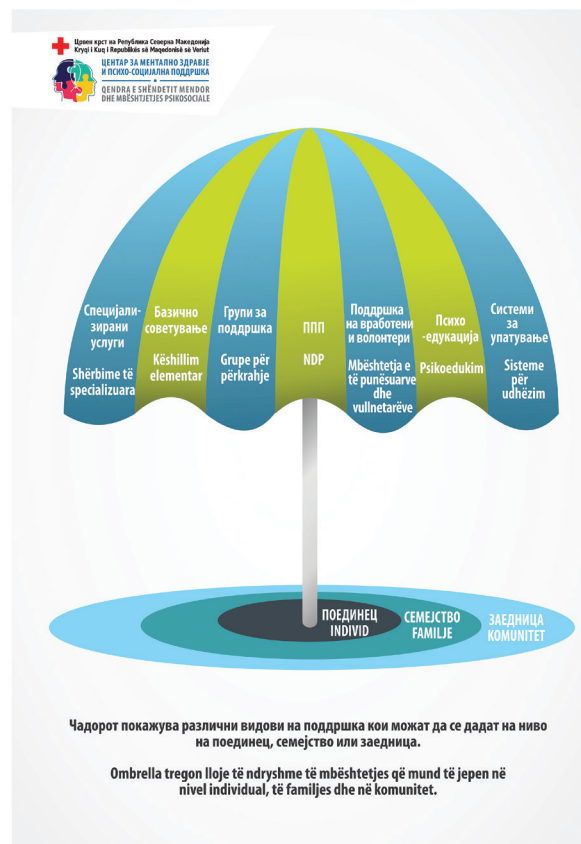 Црвен крст на Република Северна Македонија
Kryqi i Kuq i Republikës së Maqedonisë së Veriut
ЦЕНТАР ЗА МЕНТАЛНО ЗДРАВЈЕ
И ПСИХО-СОЦИЈАЛНА ПОДДРШКА
QENDRA E SHËNDETIT MENDOR
DHE MBËSHTJETJES PSIKOSOCIALE
Специјали-
зирани
услуги
Shërbime të
specializuara
Базично
советување
Këshillim
elementar
Групи за
поддршка
Grupe për
përkrahje
ППП
NDP
Поддршка
на вработени
и волонтери
Mbështetja e
të punësuarve
dhe
vullnetarëve
Психо
-едукација
Psikoedukim
Системи
за
упатување
Sisteme
për
udhëzim
ПОЕДИНЕЦ
INDIVID
СЕМЕЈСТВО
FAMILJE
ЗАЕДНИЦА
KOMUNITET
Чадорот покажува различни видови на поддршка кои можат да се дадат на ниво
на поединец, семејство или заедница.
Ombrella tregon lloje të ndryshme të mbështetjes që mund të jepen në
nivel individual, të familjes dhe në komunitet.